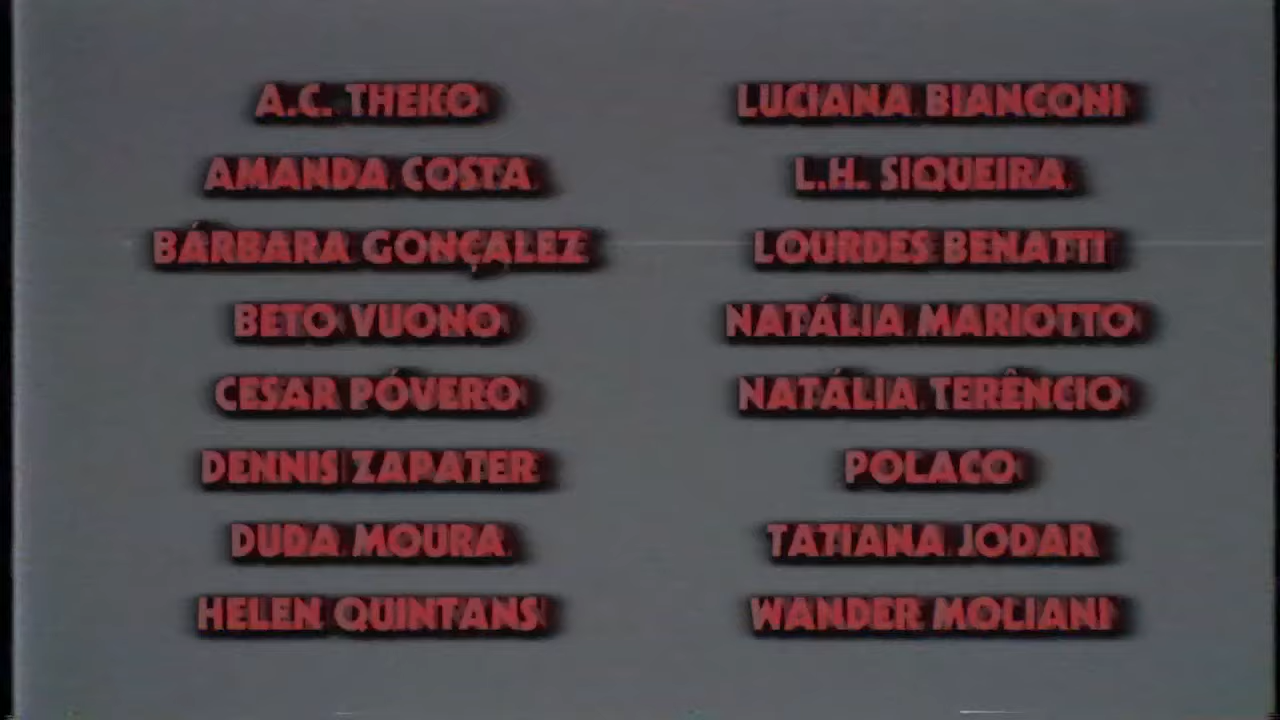 A.C. THEKO
AMANDA COSTA
BÁRBARA GONÇALEZ
BETO VUONO
CESAR PÓVERO
DENNIS ZAPATER
DUDA MOURA
HELEN QUINTANS
LUCIANA BIANCONI
L.H. SIQUEIRA
LOURDES BENATTI
NATÁLIA MARIOTTO
NATÁLIA TERÊNCIO
POLACO
TATIANA JODAR
WANDER MOLIANI